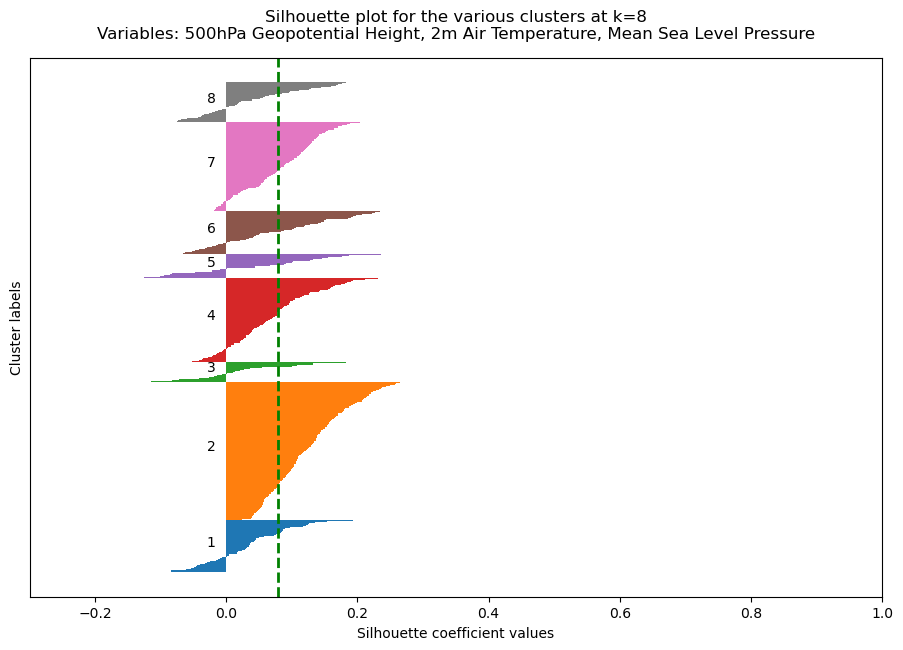 Silhouette plot for the various clusters at k=8
Variables: 500hPa Geopotential Height, 2m Air Temperature, Mean Sea Level Pressure
8
7
6
5
4
3
2
1
Cluster labels
−0.2 0.0 0.2 0.4 0.6 0.8 1.0
Silhouette coefficient values